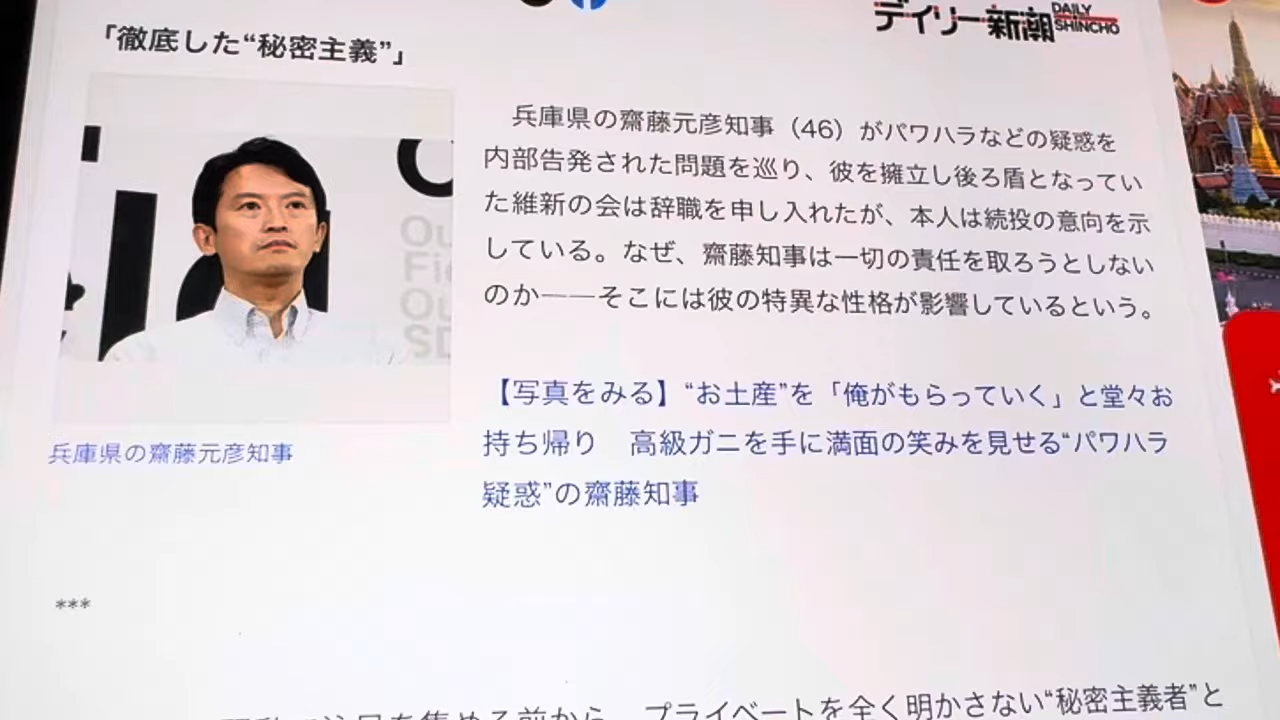 デイリー新潮
DAILY
SHINCHO
「徹底した“秘密主義”」
兵庫県の齋藤元彦知事（46）がパワハラなどの疑惑を
内部告発された問題を巡り、彼を擁立し後ろ盾となってい
た維新の会は辞職を申し入れたが、本人は続投の意向を示
している。なぜ、齋藤知事は一切の責任を取ろうとしない
のか――そこには彼の特異な性格が影響しているという。
兵庫県の齋藤元彦知事
【写真をみる】“お土産”を「俺がもらっていく」と堂々お
持ち帰り　高級ガニを手に満面の笑みを見せる“パワハラ
疑惑”の齋藤知事
***
を集める前から、プライベートを全く明かさない“秘密主義者”と